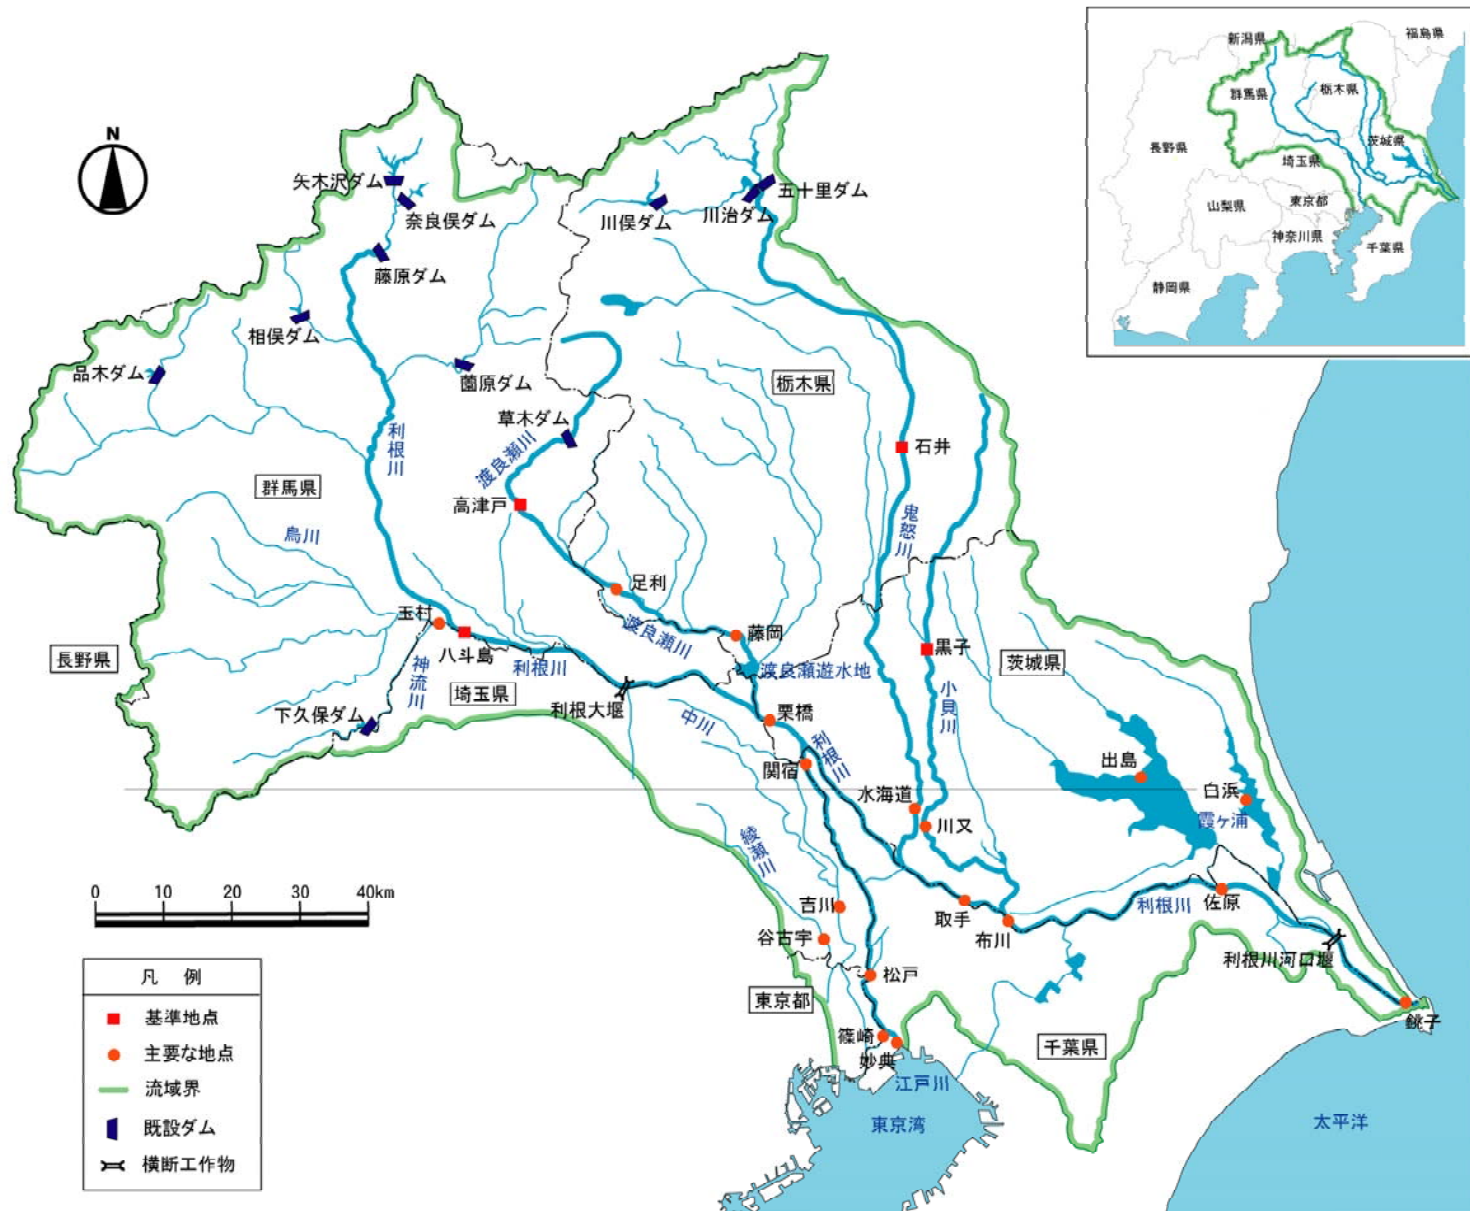 新潟県
福島県
群馬県
栃木県
茨城県
長野県
埼玉県
山梨県
東京都
神奈川県
千葉県
静岡県
N
矢木沢ダム
奈良俣ダム
川俣ダム
川治ダム
五十里ダム
藤原ダム
相俣ダム
品木ダム
薗原ダム
栃木県
草木ダム
利根川
渡良瀬川
石井
群馬県
高津戸
烏川
鬼怒川
足利
玉村
八斗島
渡良瀬川
藤岡
黒子
長野県
神流川
利根川
埼玉県
渡良瀬遊水地
茨城県
小貝川
下久保ダム
利根大堰
中川
栗橋
利根川
関宿
出島
水海道
白浜
川又
霞ヶ浦
綾瀬川
0 10 20 30 40km
吉川
取手
利根川
佐原
谷古宇
布川
利根川河口堰
松戸
東京都
銚子
篠崎
妙典
千葉県
江戸川
東京湾
太平洋
凡 例
基準地点
主要な地点
流域界
既設ダム
横断工作物